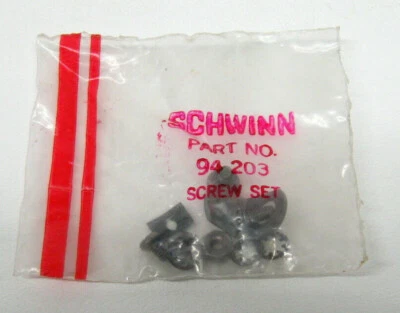 SCHWINN
PART NO.
94 203
SCREW SET